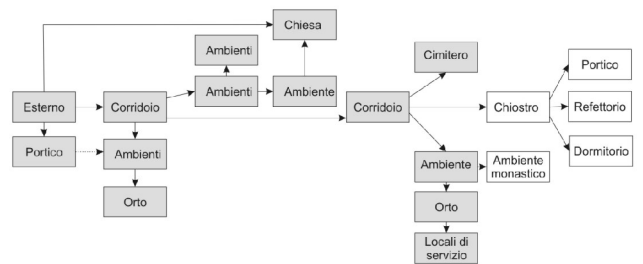 Chiesa
Ambienti
Cimitero
Portico
Ambienti
Ambiente
Esterno
Corridoio
Corridoio
Chiostro
Refettorio
Portico
Ambienti
Dormitorio
Ambiente
Ambiente
monastico
Orto
Orto
Locali di
servizio